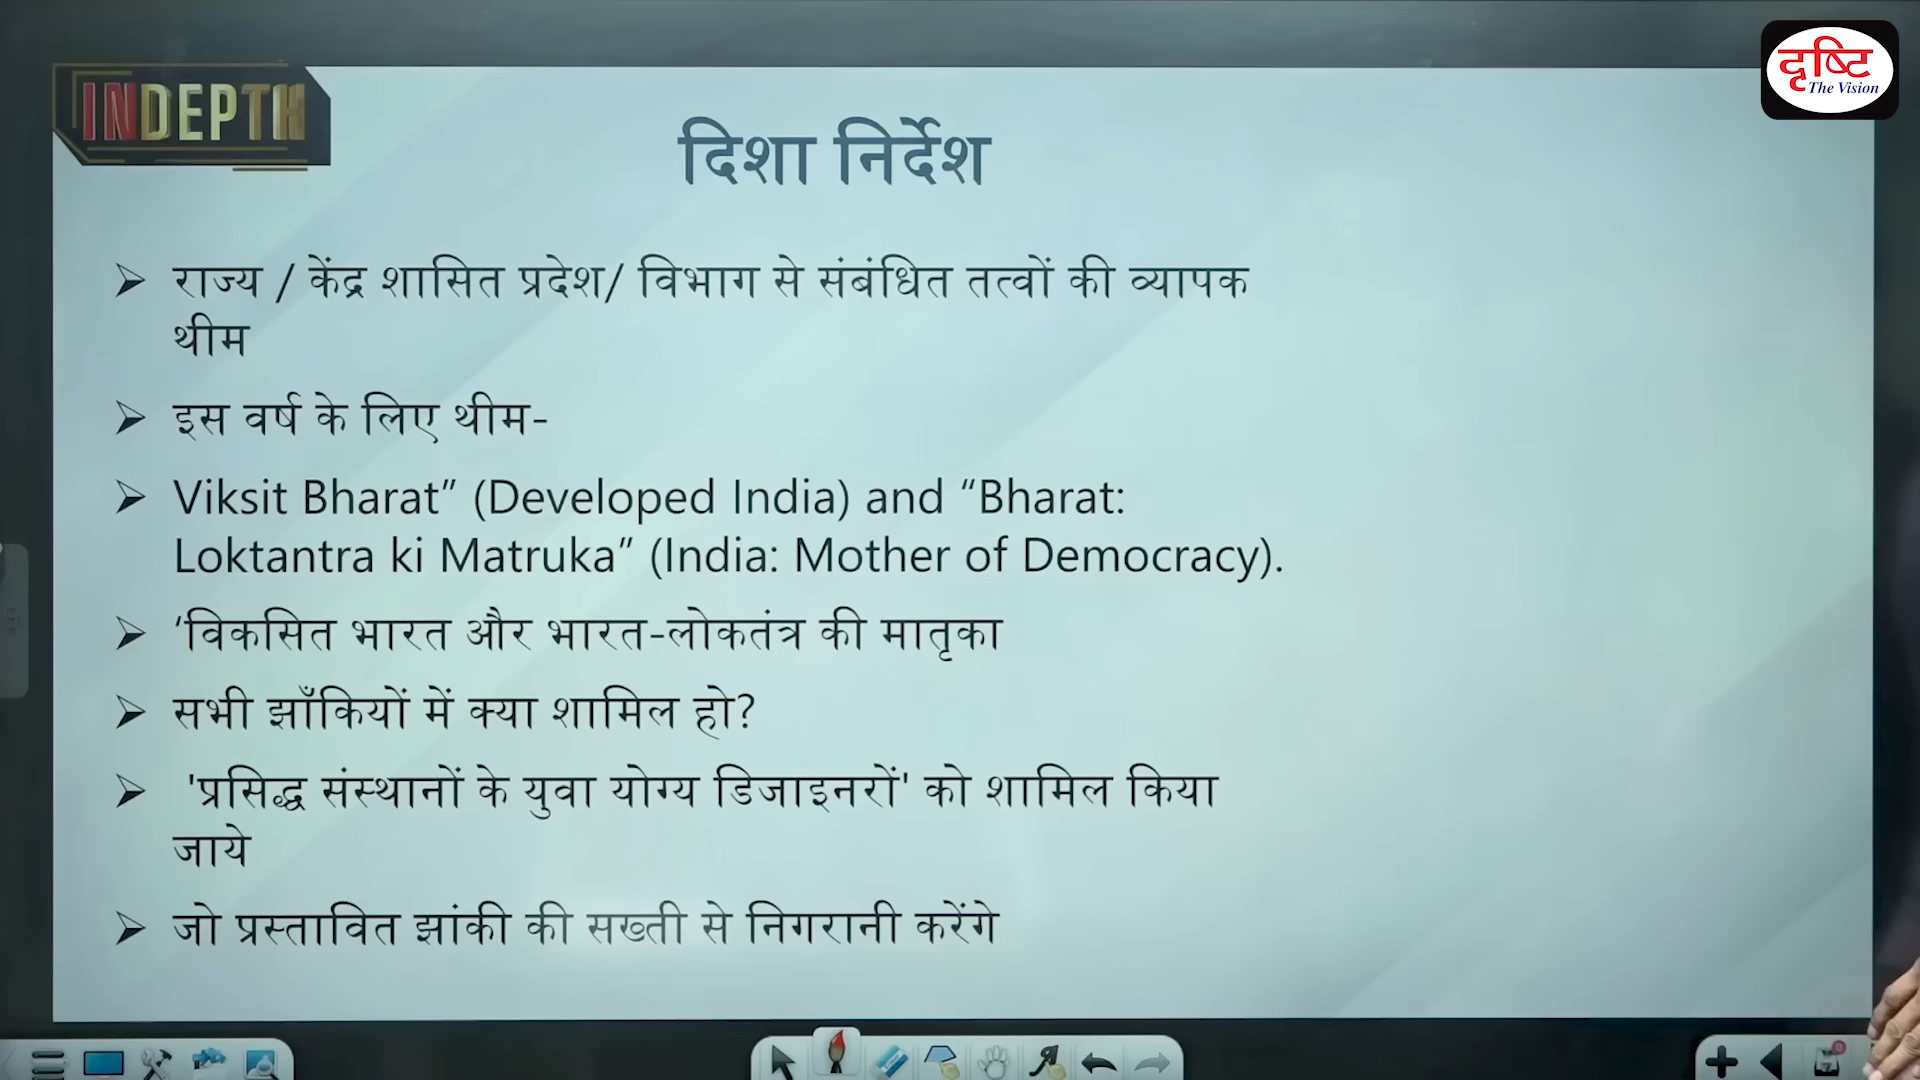 INDEPTH
दृष्टि
The Vision
दिशा निर्देश
राज्य / केंद्र शासित प्रदेश/ विभाग से संबंधित तत्वों की व्यापक
थीम
इस वर्ष के लिए थीम-
Viksit Bharat” (Developed India) and “Bharat:
Loktantra ki Matruka” (India: Mother of Democracy).
‘विकसित भारत और भारत-लोकतंत्र की मातृका
सभी झाँकियों में क्या शामिल हो?
'प्रसिद्ध संस्थानों के युवा योग्य डिजाइनरों' को शामिल किया
जाये
जो प्रस्तावित झांकी की सख्ती से निगरानी करेंगे